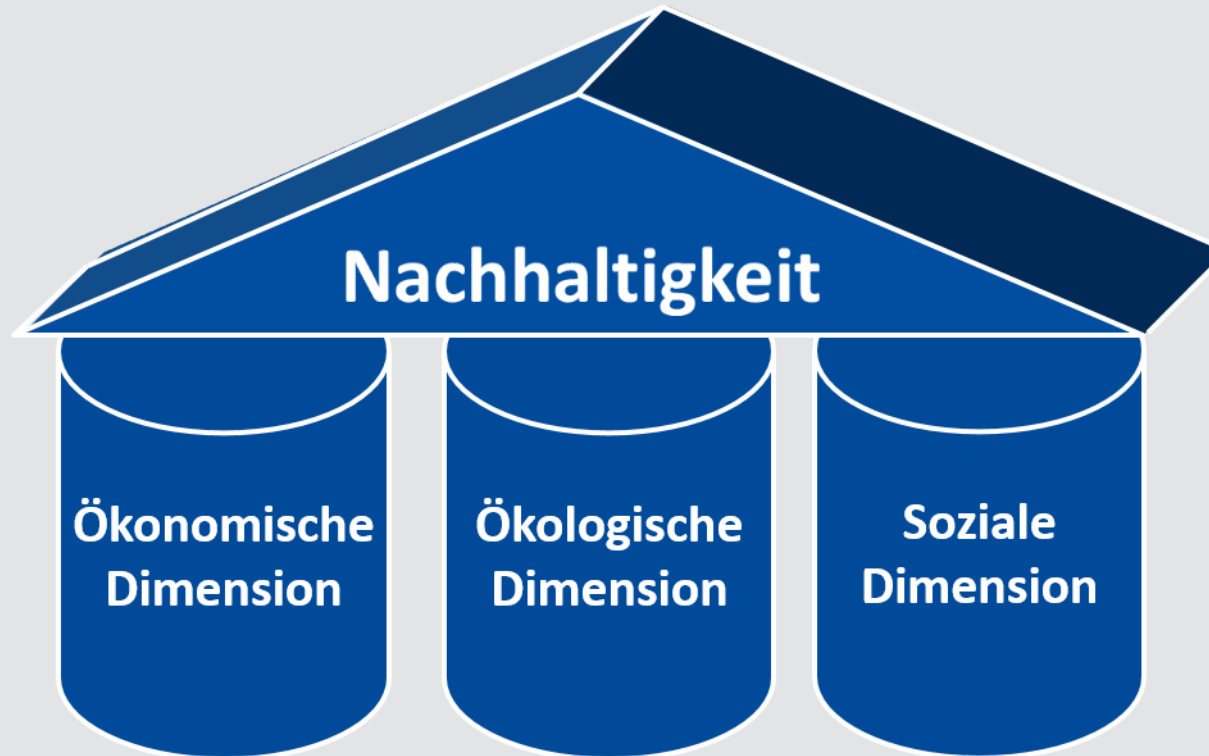 Nachhaltigkeit
Ökonomische
Dimension
Ökologische
Dimension
Soziale
Dimension